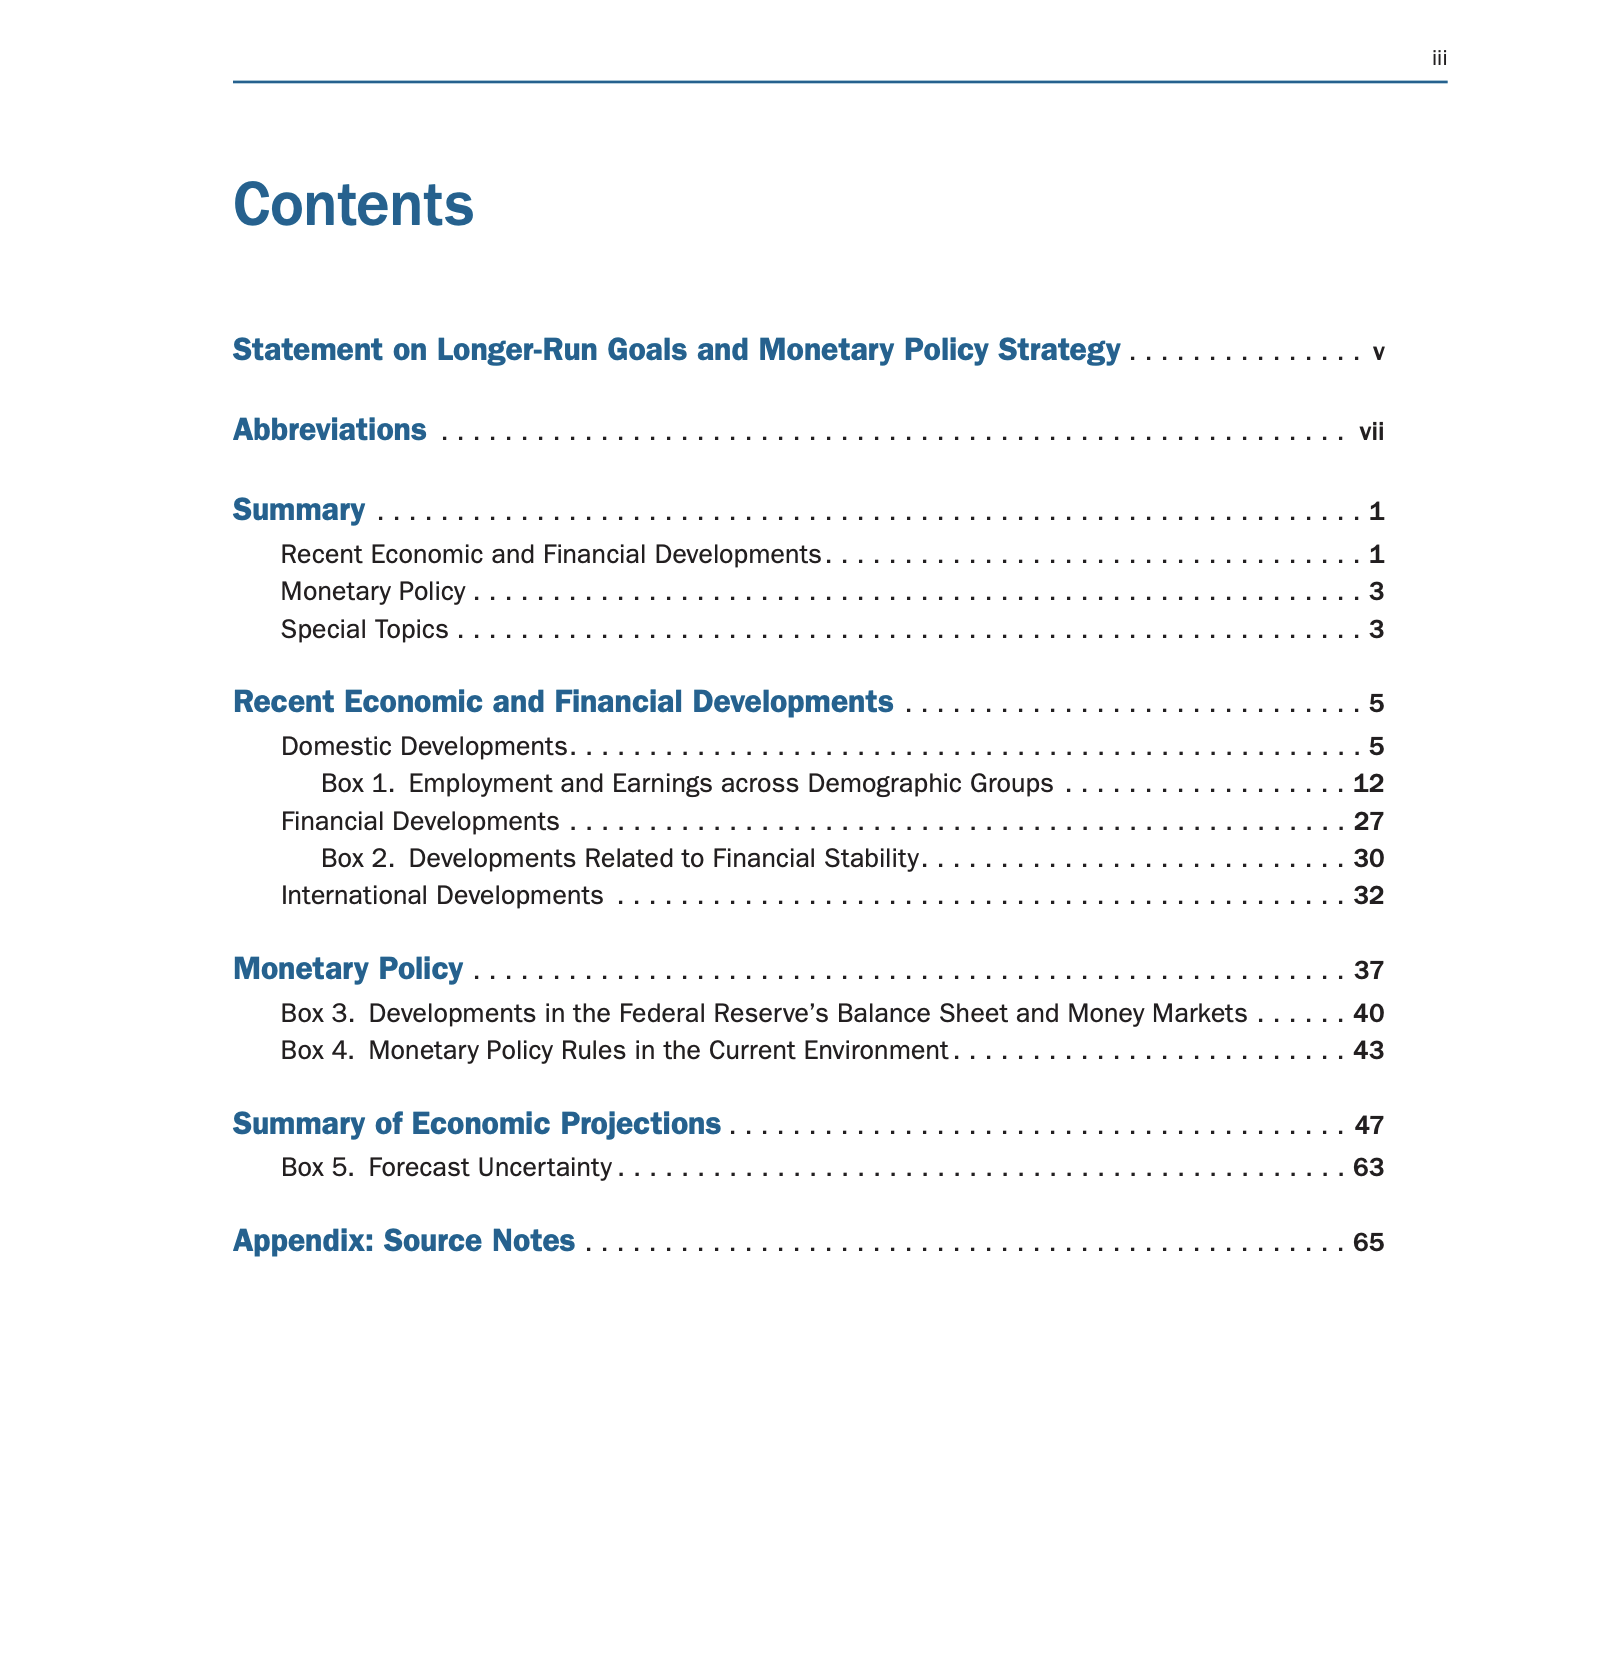 iii
Contents
Statement on Longer-Run Goals and Monetary Policy Strategy . . . . . . . . . . . . . . . v
Abbreviations . . . . . . . . . . . . . . . . . . . . . . . . . . . . . . . . . . . . . . . . . . . . . . . . . . . . . . . . . vii
Summary . . . . . . . . . . . . . . . . . . . . . . . . . . . . . . . . . . . . . . . . . . . . . . . . . . . . . . . . . . . . . . 1
Recent Economic and Financial Developments. . . . . . . . . . . . . . . . . . . . . . . . . . . . . . . . . . 1
Monetary Policy . . . . . . . . . . . . . . . . . . . . . . . . . . . . . . . . . . . . . . . . . . . . . . . . . . . . . . . . 3
Special Topics . . . . . . . . . . . . . . . . . . . . . . . . . . . . . . . . . . . . . . . . . . . . . . . . . . . . . . . . . 3
Recent Economic and Financial Developments . . . . . . . . . . . . . . . . . . . . . . . . . . . . . 5
Domestic Developments. . . . . . . . . . . . . . . . . . . . . . . . . . . . . . . . . . . . . . . . . . . . . . . . . . 5
Box 1. Employment and Earnings across Demographic Groups . . . . . . . . . . . . . . . . . . 12
Financial Developments . . . . . . . . . . . . . . . . . . . . . . . . . . . . . . . . . . . . . . . . . . . . . . . . . 27
Box 2. Developments Related to Financial Stability. . . . . . . . . . . . . . . . . . . . . . . . . . . 30
International Developments . . . . . . . . . . . . . . . . . . . . . . . . . . . . . . . . . . . . . . . . . . . . . . 32
Monetary Policy . . . . . . . . . . . . . . . . . . . . . . . . . . . . . . . . . . . . . . . . . . . . . . . . . . . . . . . 37
Box 3. Developments in the Federal Reserve’s Balance Sheet and Money Markets . . . . . . 40
Box 4. Monetary Policy Rules in the Current Environment. . . . . . . . . . . . . . . . . . . . . . . . . 43
Summary of Economic Projections . . . . . . . . . . . . . . . . . . . . . . . . . . . . . . . . . . . . . . . 47
Box 5. Forecast Uncertainty . . . . . . . . . . . . . . . . . . . . . . . . . . . . . . . . . . . . . . . . . . . . . . 63
Appendix: Source Notes . . . . . . . . . . . . . . . . . . . . . . . . . . . . . . . . . . . . . . . . . . . . . . . . 65